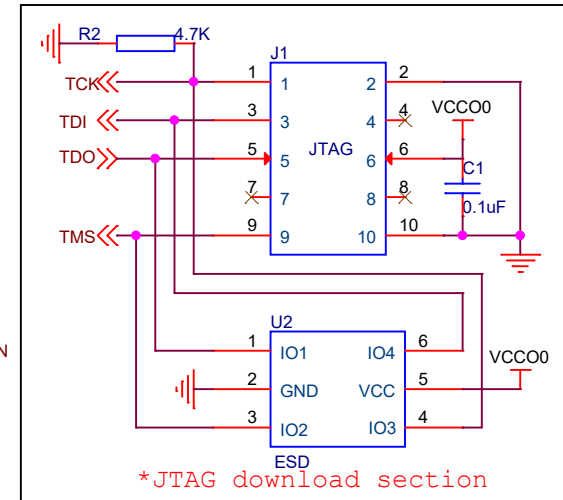 R2 4.7K
J1
TCK 1 1 2 2
VCCO0
TDI 3 3 4 4
TDO 5 5 JTAG 6 6
C1
7 7 8 8
0.1uF
TMS 9 9 10 10
U2
N
1 IO1 IO4 6
VCCO0
2 GND VCC 5
3 IO2 IO3 4
ESD
*JTAG download section